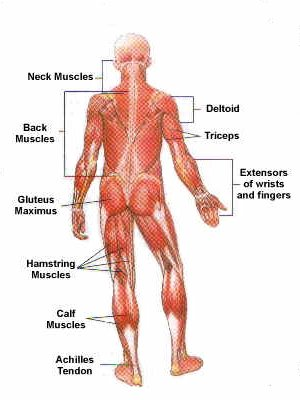 Neck Muscles
Deltoid
Back
Muscles
Triceps
Extensors
of wrists
and fingers
Gluteus
Maximus
Hamstring
Muscles
Calf
Muscles
Achilles
Tendon